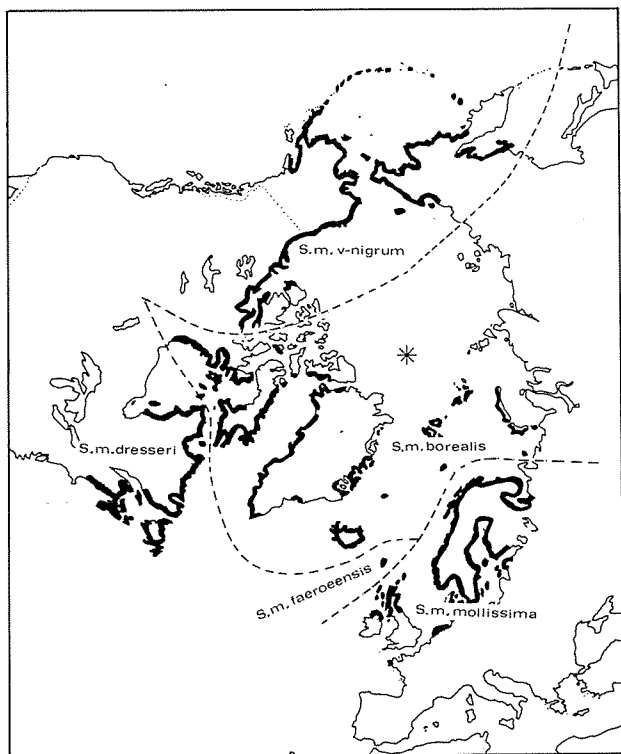 S.m. v-nigrum
S.m.dresseri
S.m. borealis
S.m. faeroeensis
S.m. mollissima